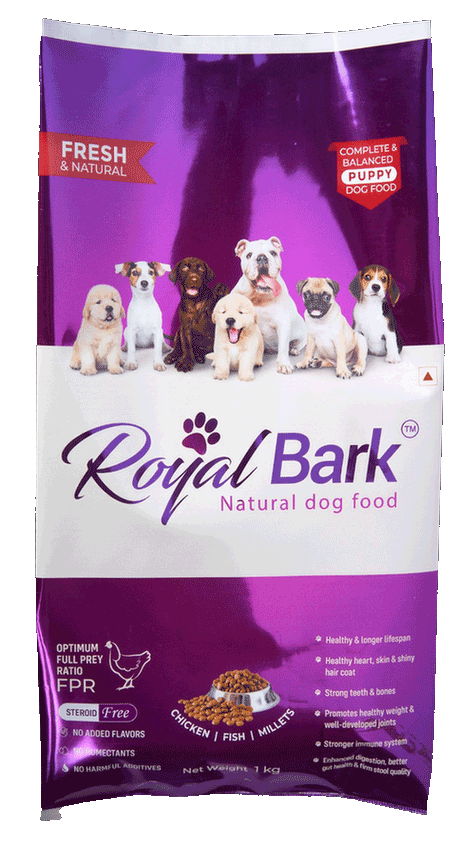 FRESH
& NATURAL
COMPLETE &
BALANCED
PUPPY
DOG FOOD
Royal Bark™
Natural dog food
OPTIMUM
FULL PREY
RATIO
FPR
STEROID Free
NO ADDED FLAVORS
NO HUMECTANTS
NO HARMFUL ADDITIVES
CHICKEN | FISH | MILLETS
Net Weight 1 kg
Healthy & longer lifespan
Healthy heart, skin & shiny
hair coat
Strong teeth & bones
Promotes healthy weight &
well-developed joints
Stronger immune system
Enhanced digestion, better
gut health & firm stool quality